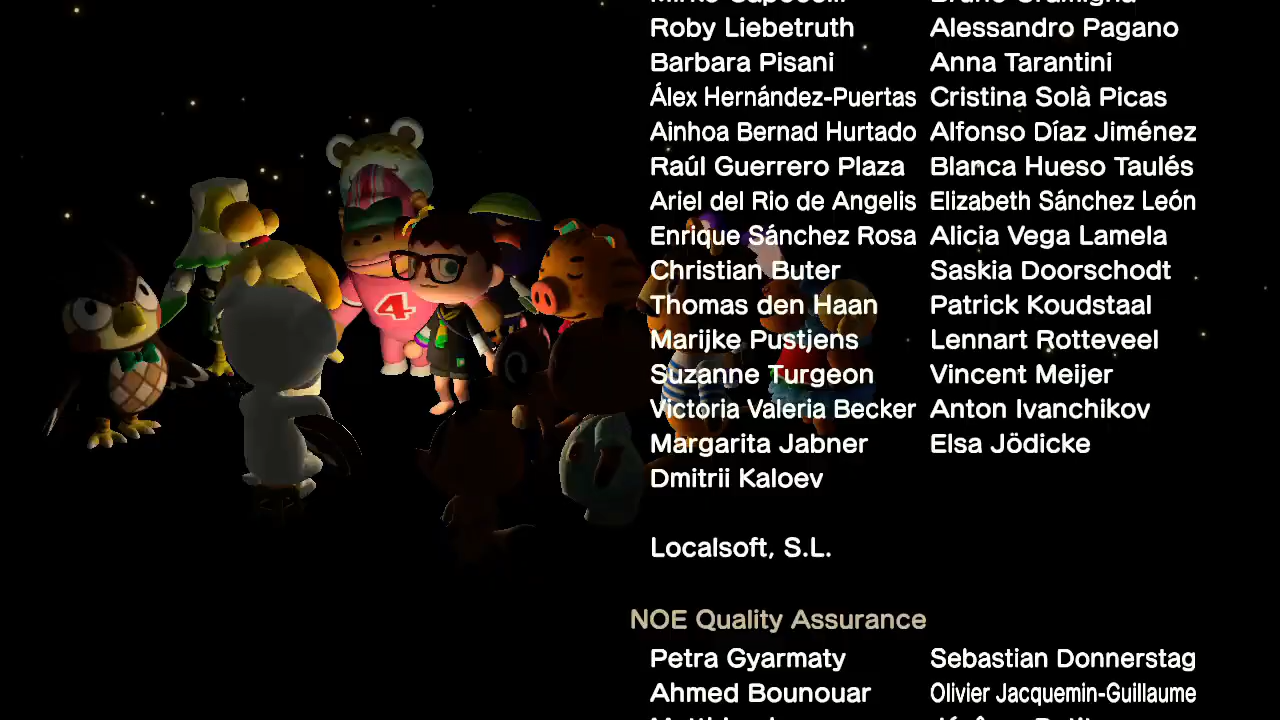 Roby Liebetruth Alessandro Pagano
Barbara Pisani Anna Tarantini
Álex Hernández-Puertas Cristina Solà Picas
Ainhoa Bernad Hurtado Alfonso Díaz Jiménez
Raúl Guerrero Plaza Blanca Hueso Taulés
Ariel del Rio de Angelis Elizabeth Sánchez León
Enrique Sánchez Rosa Alicia Vega Lamela
Christian Buter Saskia Doorschodt
Thomas den Haan Patrick Koudstaal
Marijke Pustjens Lennart Rotteveel
Suzanne Turgeon Vincent Meijer
Victoria Valeria Becker Anton Ivanchikov
Margarita Jabner Elsa Jödicke
Dmitrii Kaloev
Localsoft, S.L.
NOE Quality Assurance
Petra Gyarmaty Sebastian Donnerstag
Ahmed Bounouar Olivier Jacquemin-Guillaume
4